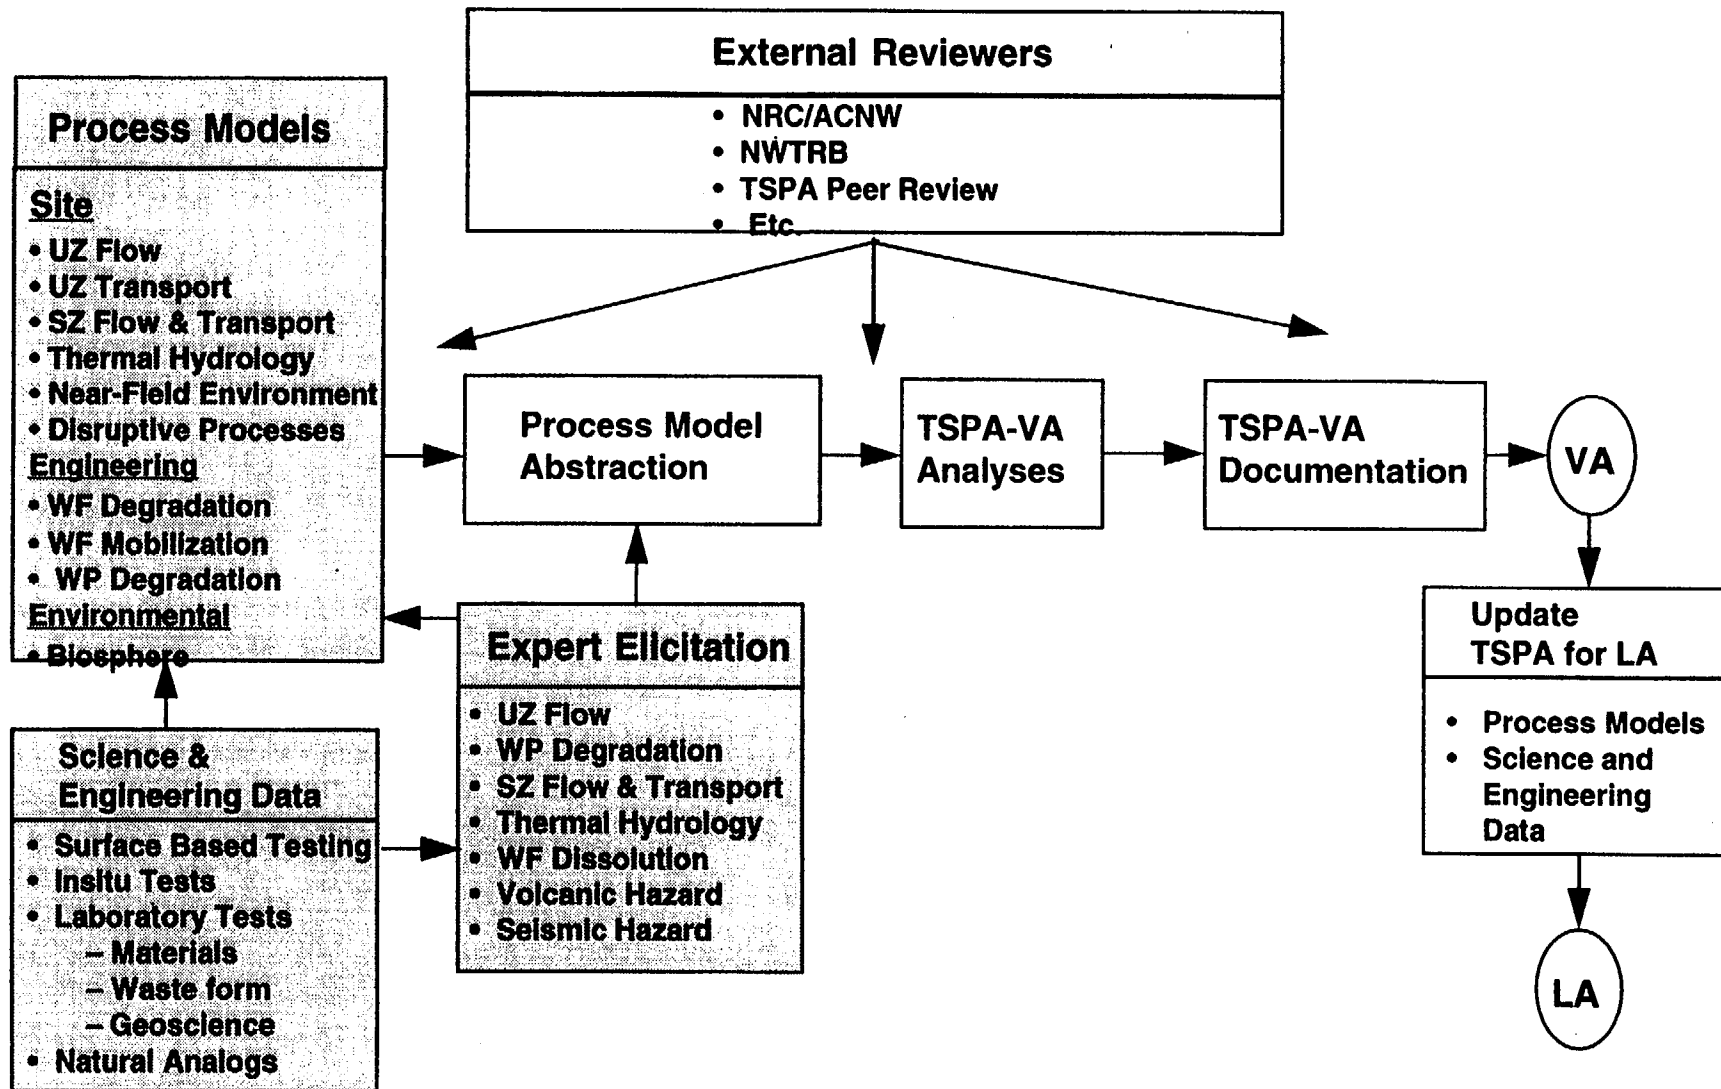 External Reviewers
• NRC/ACNW
• NWTRB
• TSPA Peer Review
• Etc.
Process Models
Site
• UZ Flow
• UZ Transport
• SZ Flow & Transport
• Thermal Hydrology
• Near-Field Environment
• Disruptive Processes
Engineering
• WF Degradation
• WF Mobilization
• WP Degradation
Environmental
• Biosphere
Process Model
Abstraction
TSPA-VA
Analyses
TSPA-VA
Documentation
VA
Expert Elicitation
• UZ Flow
• WP Degradation
• SZ Flow & Transport
• Thermal Hydrology
• WF Dissolution
• Volcanic Hazard
• Seismic Hazard
Science &
Engineering Data
• Surface Based Testing
• Insitu Tests
• Laboratory Tests
– Materials
– Waste form
– Geoscience
• Natural Analogs
Update
TSPA for LA
• Process Models
• Science and
Engineering
Data
LA